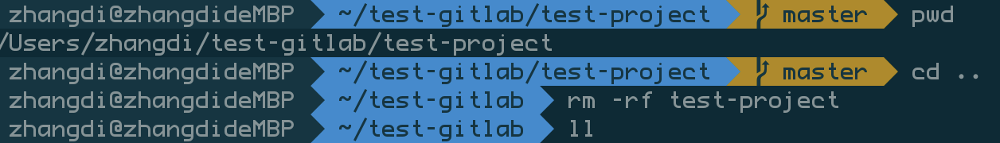 zhangdi@zhangdideMBP ~/test-gitlab/test-project master pwd
/Users/zhangdi/test-gitlab/test-project
zhangdi@zhangdideMBP ~/test-gitlab/test-project master cd ..
zhangdi@zhangdideMBP ~/test-gitlab rm -rf test-project
zhangdi@zhangdideMBP ~/test-gitlab ll